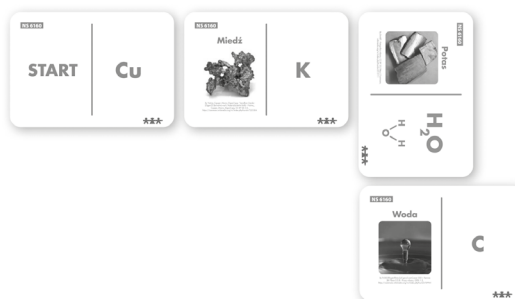 NS 6160
START
Cu
NS 6160
Miedź
K
NS 6160
Potas
H₂O
H
O
H
NS 6160
Woda
C